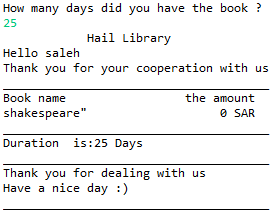 How many days did you have the book ?
25
Hail Library
Hello saleh
Thank you for your cooperation with us
Book name the amount
shakespeare" 0 SAR
Duration is:25 Days
Thank you for dealing with us
Have a nice day :)